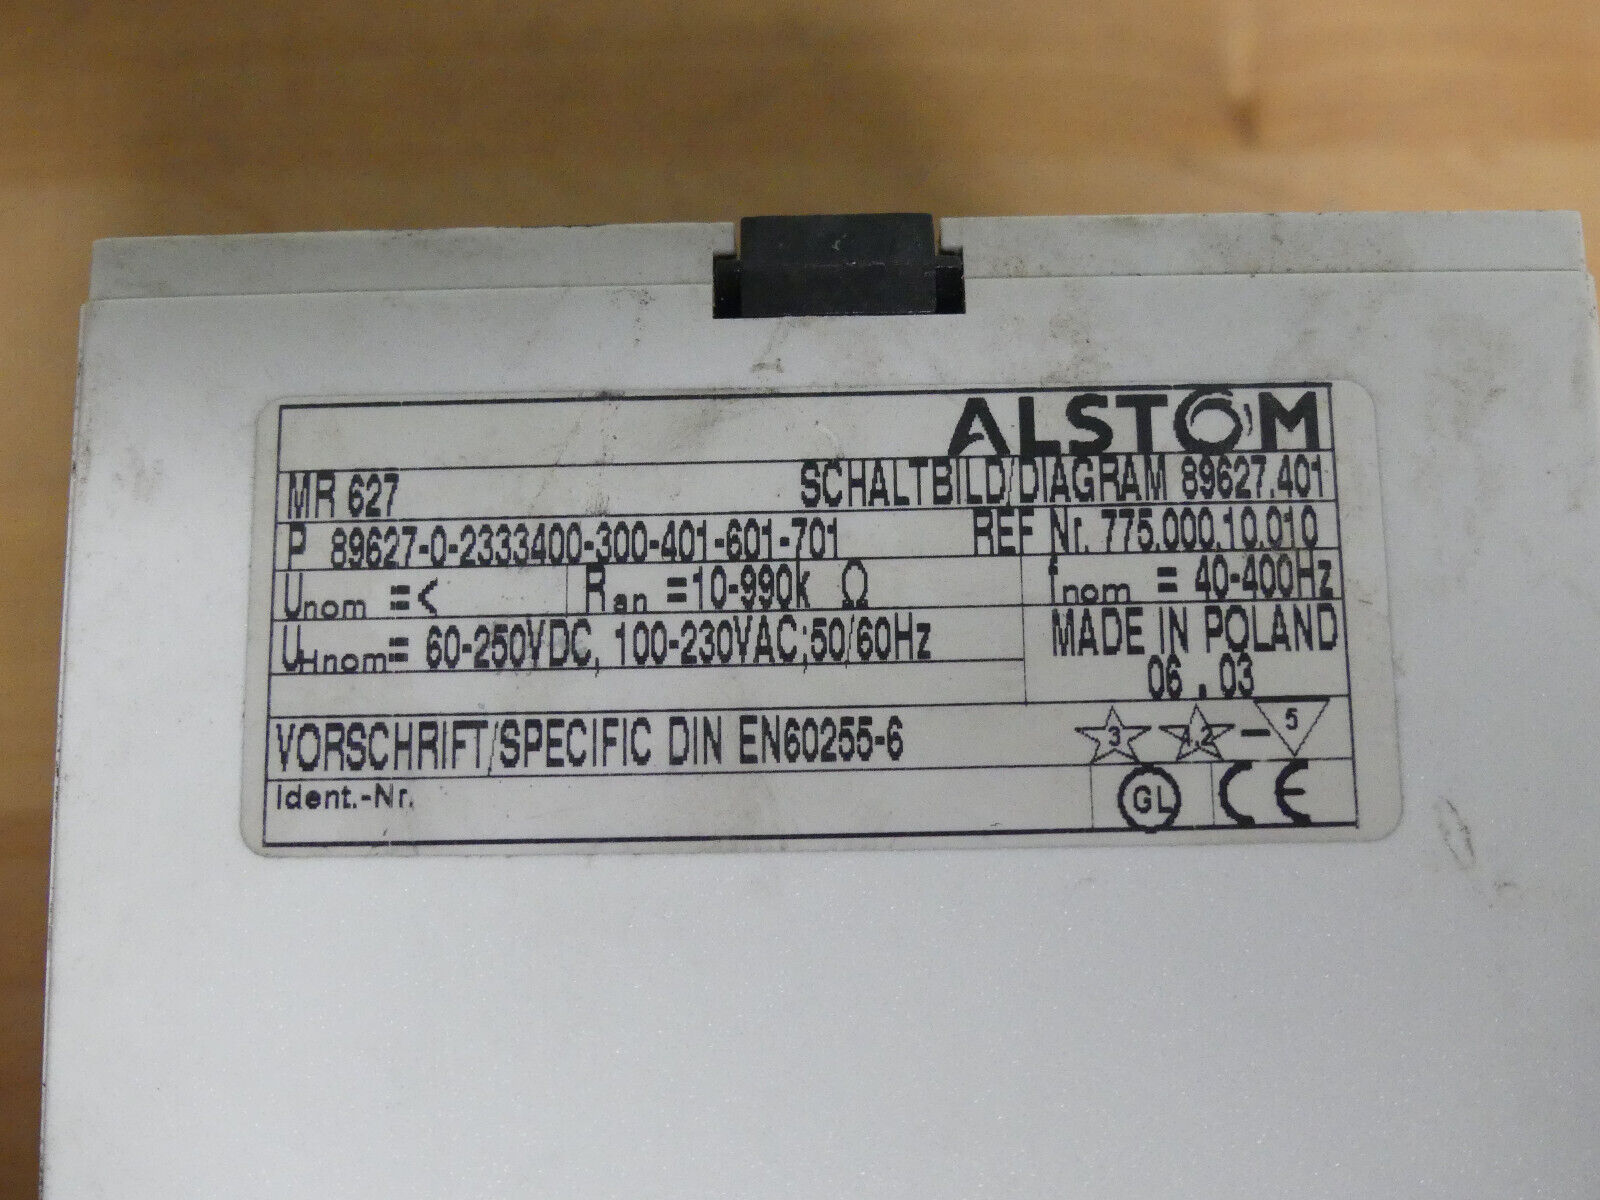 ALSTOM
MR 627 SCHALTBILD/DIAGRAM 89627.401
P 89627-0-2333400-300-401-601-701 REF Nr. 775.000.10.010
Unom =< Ran =10-990k Ω fnom = 40-400Hz
UHnom= 60-250VDC, 100-230VAC;50/60Hz MADE IN POLAND
06.03
VORSCHRIFT/SPECIFIC DIN EN60255-6 3 4.2 – 5
Ident.-Nr. GL CE